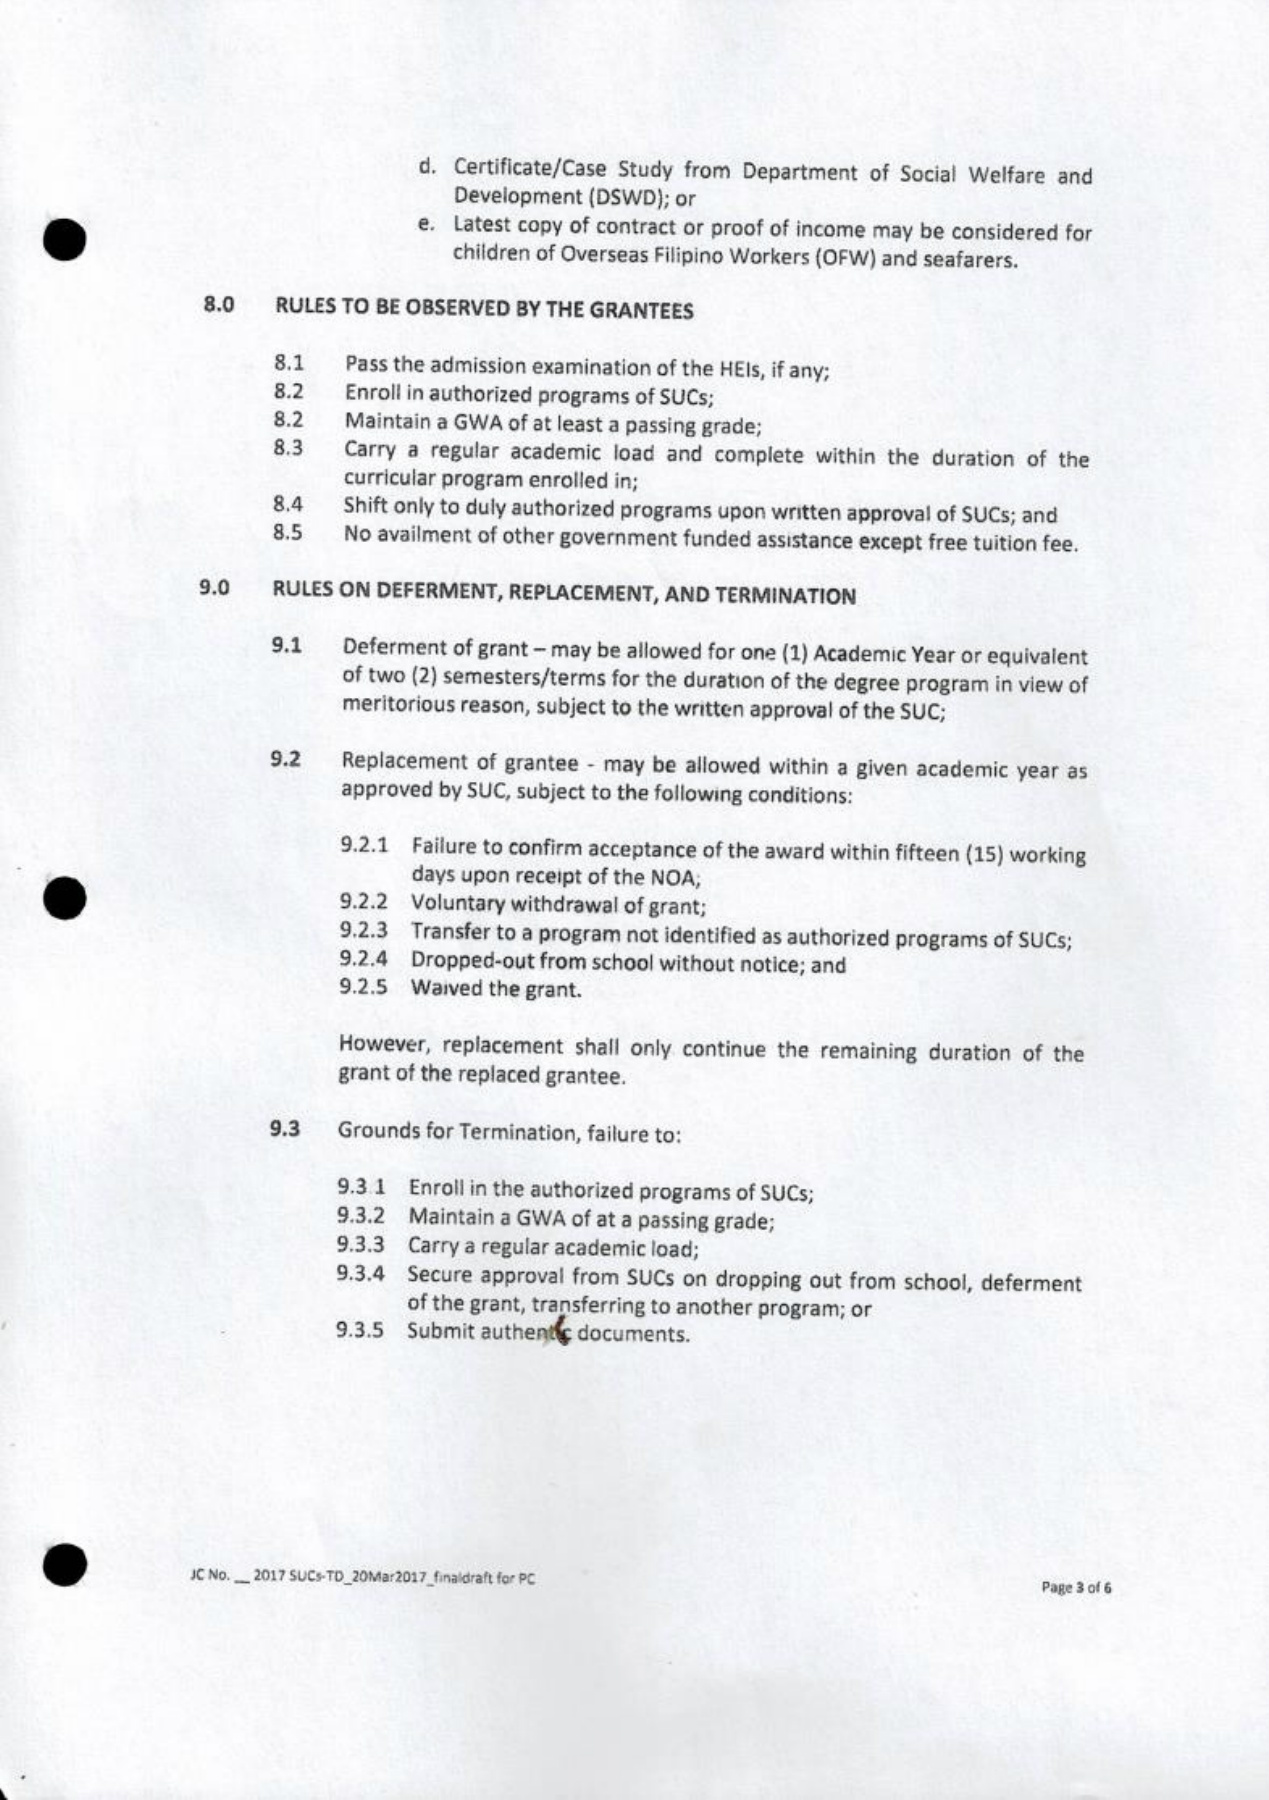 d. Certificate/Case Study from Department of Social Welfare and
Development (DSWD); or
e. Latest copy of contract or proof of income may be considered for
children of Overseas Filipino Workers (OFW) and seafarers.
8.0 RULES TO BE OBSERVED BY THE GRANTEES
8.1 Pass the admission examination of the HEIs, if any;
8.2 Enroll in authorized programs of SUCs;
8.2 Maintain a GWA of at least a passing grade;
8.3 Carry a regular academic load and complete within the duration of the
curricular program enrolled in;
8.4 Shift only to duly authorized programs upon written approval of SUCs; and
8.5 No availment of other government funded assistance except free tuition fee.
9.0 RULES ON DEFERMENT, REPLACEMENT, AND TERMINATION
9.1 Deferment of grant – may be allowed for one (1) Academic Year or equivalent
of two (2) semesters/terms for the duration of the degree program in view of
meritorious reason, subject to the written approval of the SUC;
9.2 Replacement of grantee - may be allowed within a given academic year as
approved by SUC, subject to the following conditions:
9.2.1 Failure to confirm acceptance of the award within fifteen (15) working
days upon receipt of the NOA;
9.2.2 Voluntary withdrawal of grant;
9.2.3 Transfer to a program not identified as authorized programs of SUCs;
9.2.4 Dropped-out from school without notice; and
9.2.5 Waived the grant.
However, replacement shall only continue the remaining duration of the
grant of the replaced grantee.
9.3 Grounds for Termination, failure to:
9.3.1 Enroll in the authorized programs of SUCs;
9.3.2 Maintain a GWA of at a passing grade;
9.3.3 Carry a regular academic load;
9.3.4 Secure approval from SUCs on dropping out from school, deferment
of the grant, transferring to another program; or
9.3.5 Submit authentic documents.
JC No. __ 2017 SUCs-TD_20Mar2017_finaldraft for PC
Page 3 of 6